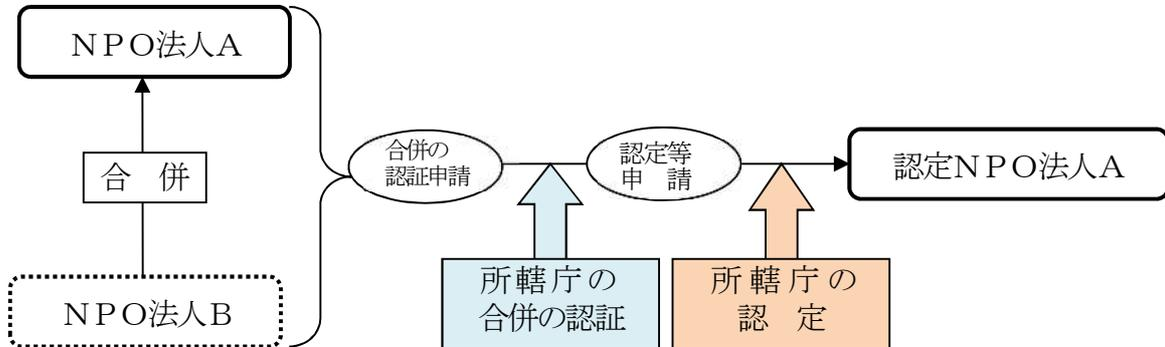 ＮＰＯ法人Ａ
合　併
ＮＰＯ法人Ｂ
合併の
認証申請
認定等
申　請
認定ＮＰＯ法人Ａ
所轄庁の
合併の認証
所轄庁の
認　定